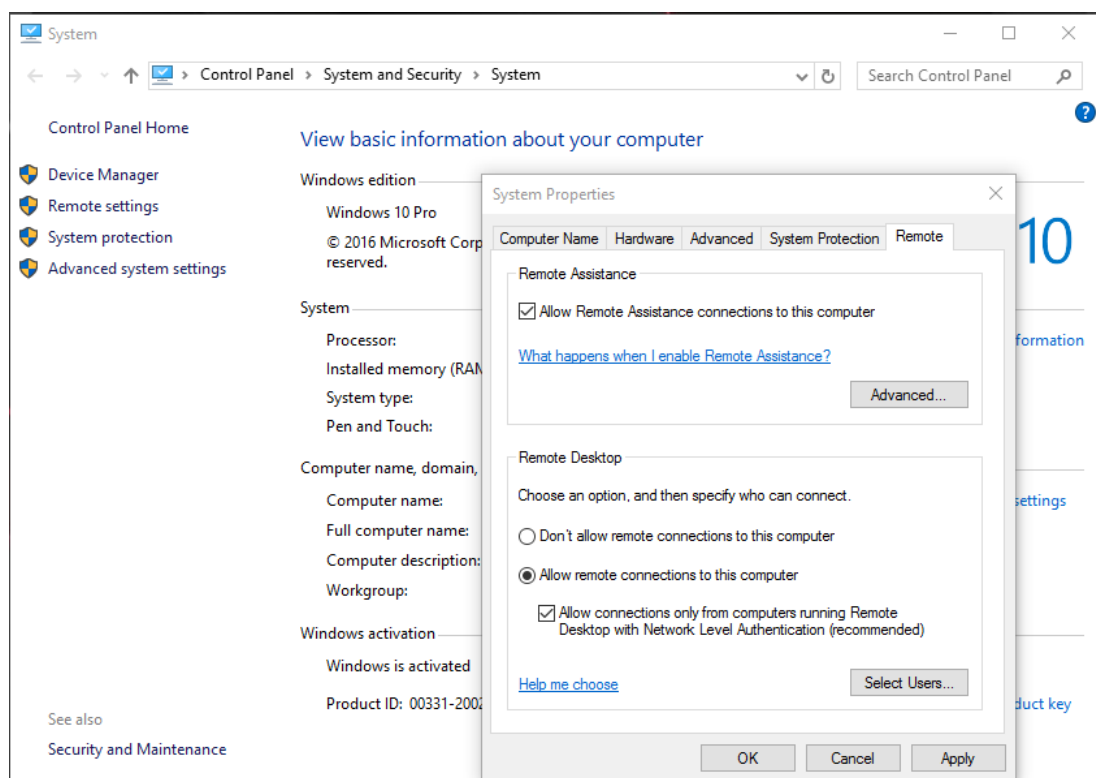 System
Control Panel > System and Security > System
Search Control Panel
?
Control Panel Home
Device Manager
Remote settings
System protection
Advanced system settings
See also
Security and Maintenance
View basic information about your computer
Windows edition
Windows 10 Pro
© 2016 Microsoft Corp
reserved.
10
System
Processor:
Installed memory (RAM
System type:
Pen and Touch:
formation
Computer name, domain,
Computer name:
Full computer name:
Computer description:
Workgroup:
settings
Windows activation
Windows is activated
Product ID: 00331-2002
duct key
System Properties
Computer Name
Hardware
Advanced
System Protection
Remote
Remote Assistance
Allow Remote Assistance connections to this computer
What happens when I enable Remote Assistance?
Advanced...
Remote Desktop
Choose an option, and then specify who can connect.
Don't allow remote connections to this computer
Allow remote connections to this computer
Allow connections only from computers running Remote
Desktop with Network Level Authentication (recommended)
Help me choose
Select Users...
OK
Cancel
Apply